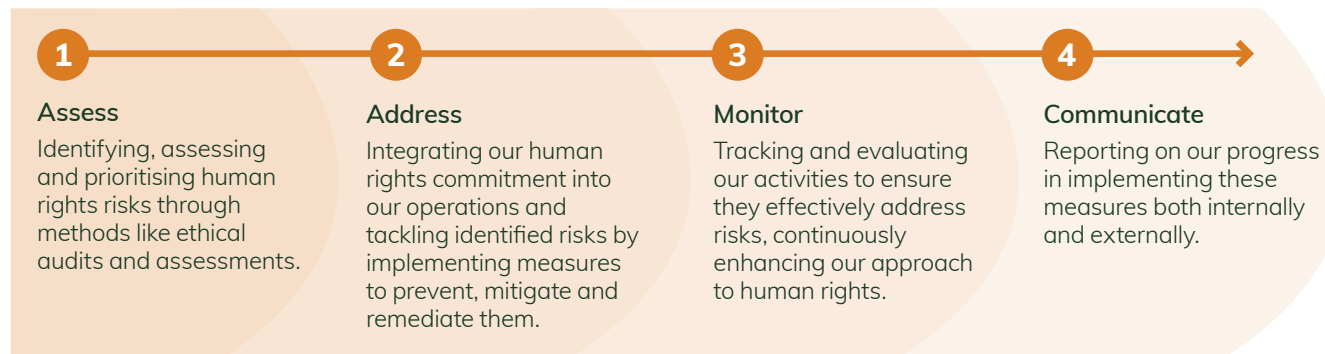 1
2
3
4
Assess
Identifying, assessing
and prioritising human
rights risks through
methods like ethical
audits and assessments.
Address
Integrating our human
rights commitment into
our operations and
tackling identified risks by
implementing measures
to prevent, mitigate and
remediate them.
Monitor
Tracking and evaluating
our activities to ensure
they effectively address
risks, continuously
enhancing our approach
to human rights.
Communicate
Reporting on our progress
in implementing these
measures both internally
and externally.